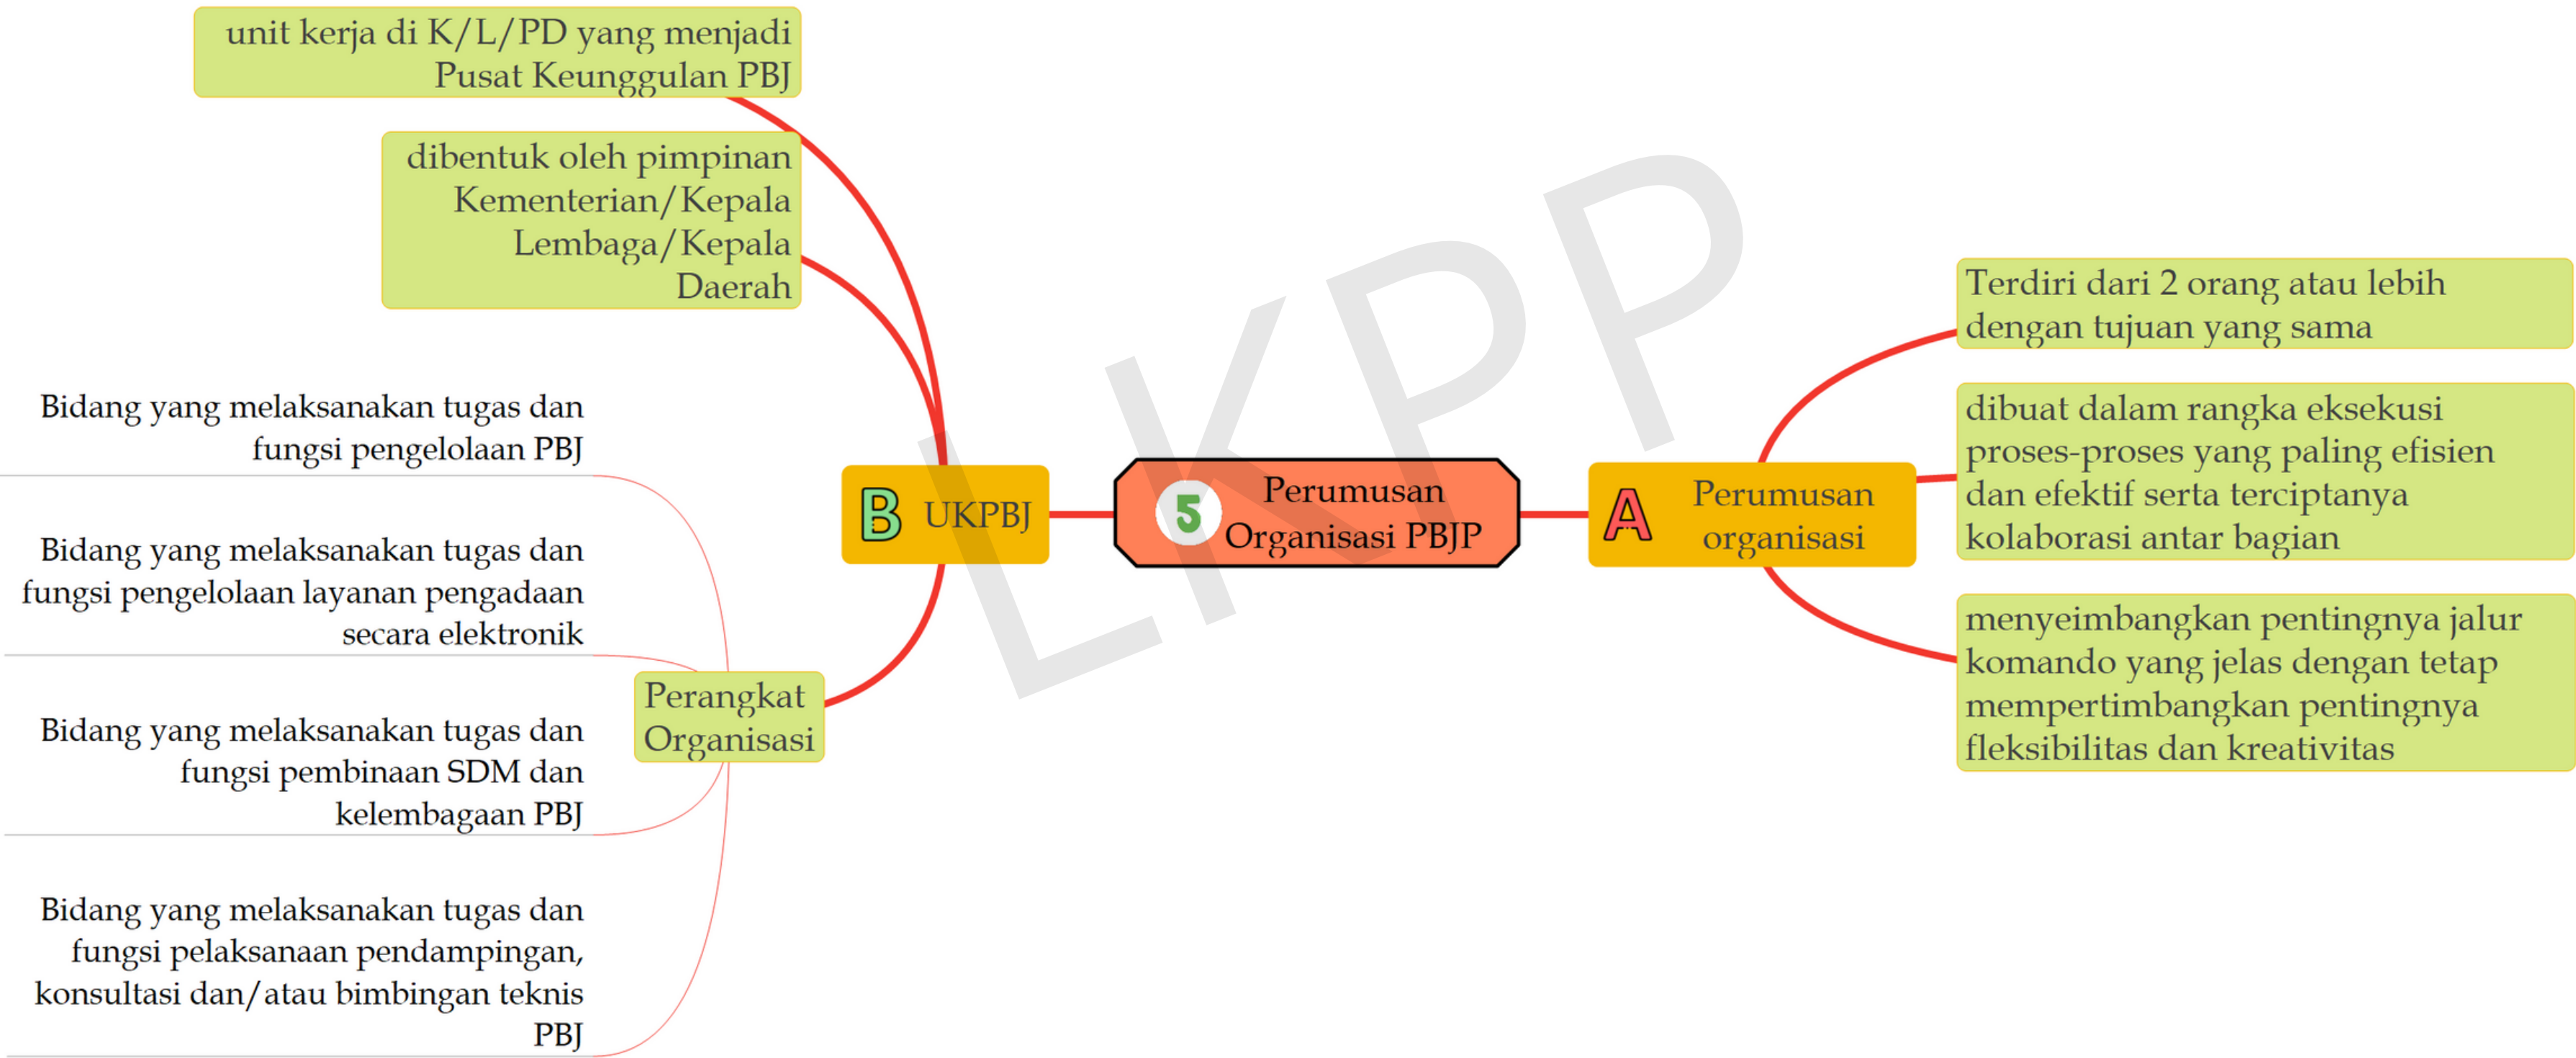 unit kerja di K/L/PD yang menjadi
Pusat Keunggulan PBJ
dibentuk oleh pimpinan
Kementerian/Kepala
Lembaga/Kepala
Daerah
Bidang yang melaksanakan tugas dan
fungsi pengelolaan PBJ
Bidang yang melaksanakan tugas dan
fungsi pengelolaan layanan pengadaan
secara elektronik
Bidang yang melaksanakan tugas dan
fungsi pembinaan SDM dan
kelembagaan PBJ
Bidang yang melaksanakan tugas dan
fungsi pelaksanaan pendampingan,
konsultasi dan/atau bimbingan teknis
PBJ
Perangkat
Organisasi
B UKPBJ
5 Perumusan
Organisasi PBJP
A Perumusan
organisasi
Terdiri dari 2 orang atau lebih
dengan tujuan yang sama
dibuat dalam rangka eksekusi
proses-proses yang paling efisien
dan efektif serta terciptanya
kolaborasi antar bagian
menyeimbangkan pentingnya jalur
komando yang jelas dengan tetap
mempertimbangkan pentingnya
fleksibilitas dan kreativitas
LKPP